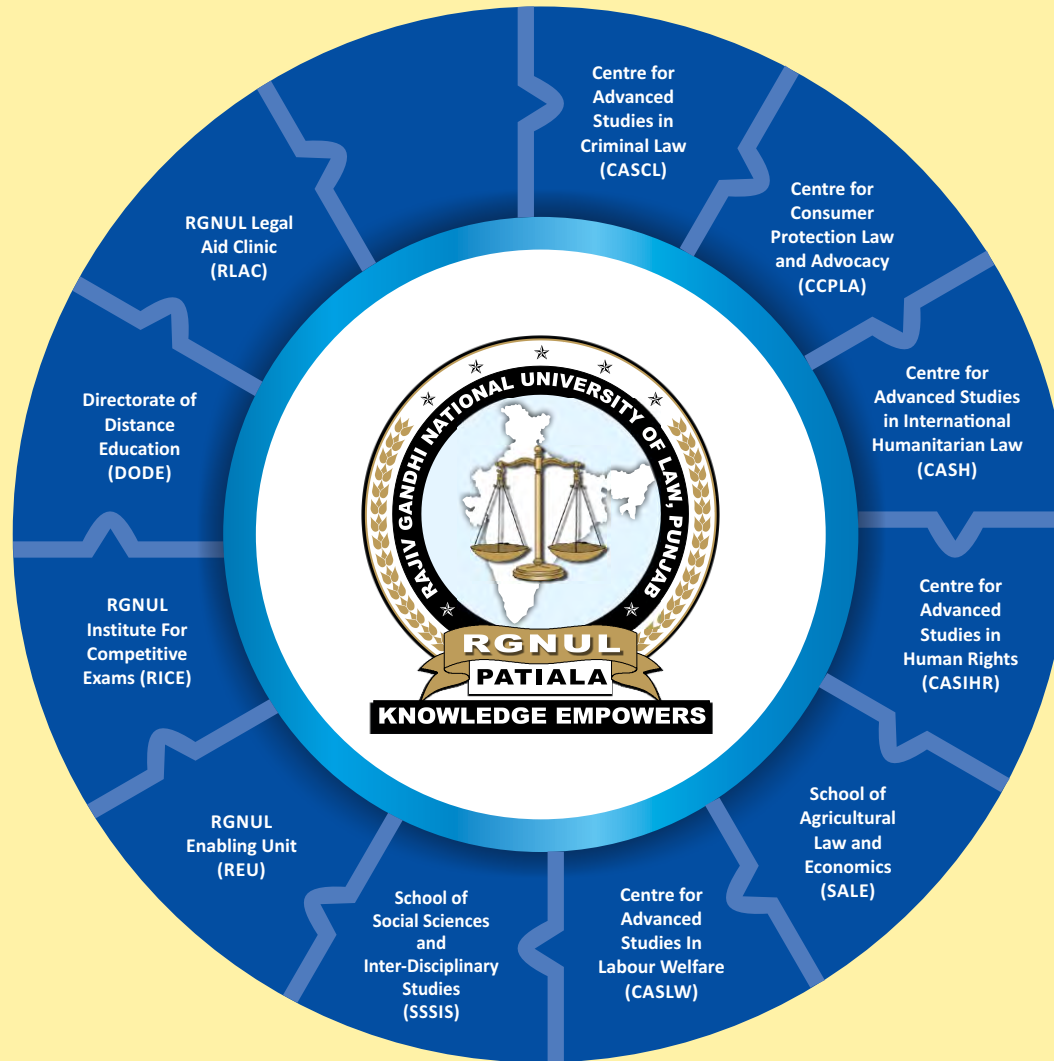 Centre for
Advanced
Studies in
Criminal Law
(CASCL)
Centre for
Consumer
Protection Law
and Advocacy
(CCPLA)
Centre for
Advanced Studies
in International
Humanitarian Law
(CASH)
Centre for
Advanced
Studies in
Human Rights
(CASIHR)
School of
Agricultural
Law and
Economics
(SALE)
Centre for
Advanced
Studies In
Labour Welfare
(CASLW)
School of
Social Sciences
and
Inter-Disciplinary
Studies
(SSSIS)
RGNUL
Enabling Unit
(REU)
RGNUL
Institute For
Competitive
Exams (RICE)
Directorate of
Distance
Education
(DODE)
RGNUL Legal
Aid Clinic
(RLAC)
RAJIV GANDHI NATIONAL UNIVERSITY OF LAW, PUNJAB
RGNUL
PATIALA
KNOWLEDGE EMPOWERS